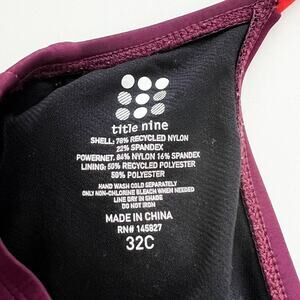 title nine
SHELL: 78% RECYCLED NYLON
22% SPANDEX
POWERNET: 84% NYLON 16% SPANDEX
LINING: 50% RECYCLED POLYESTER
50% POLYESTER
HAND WASH COLD SEPARATELY
ONLY NON-CHLORINE BLEACH WHEN NEEDED
LINE DRY IN SHADE
DO NOT IRON
MADE IN CHINA
RN# 145827
32C